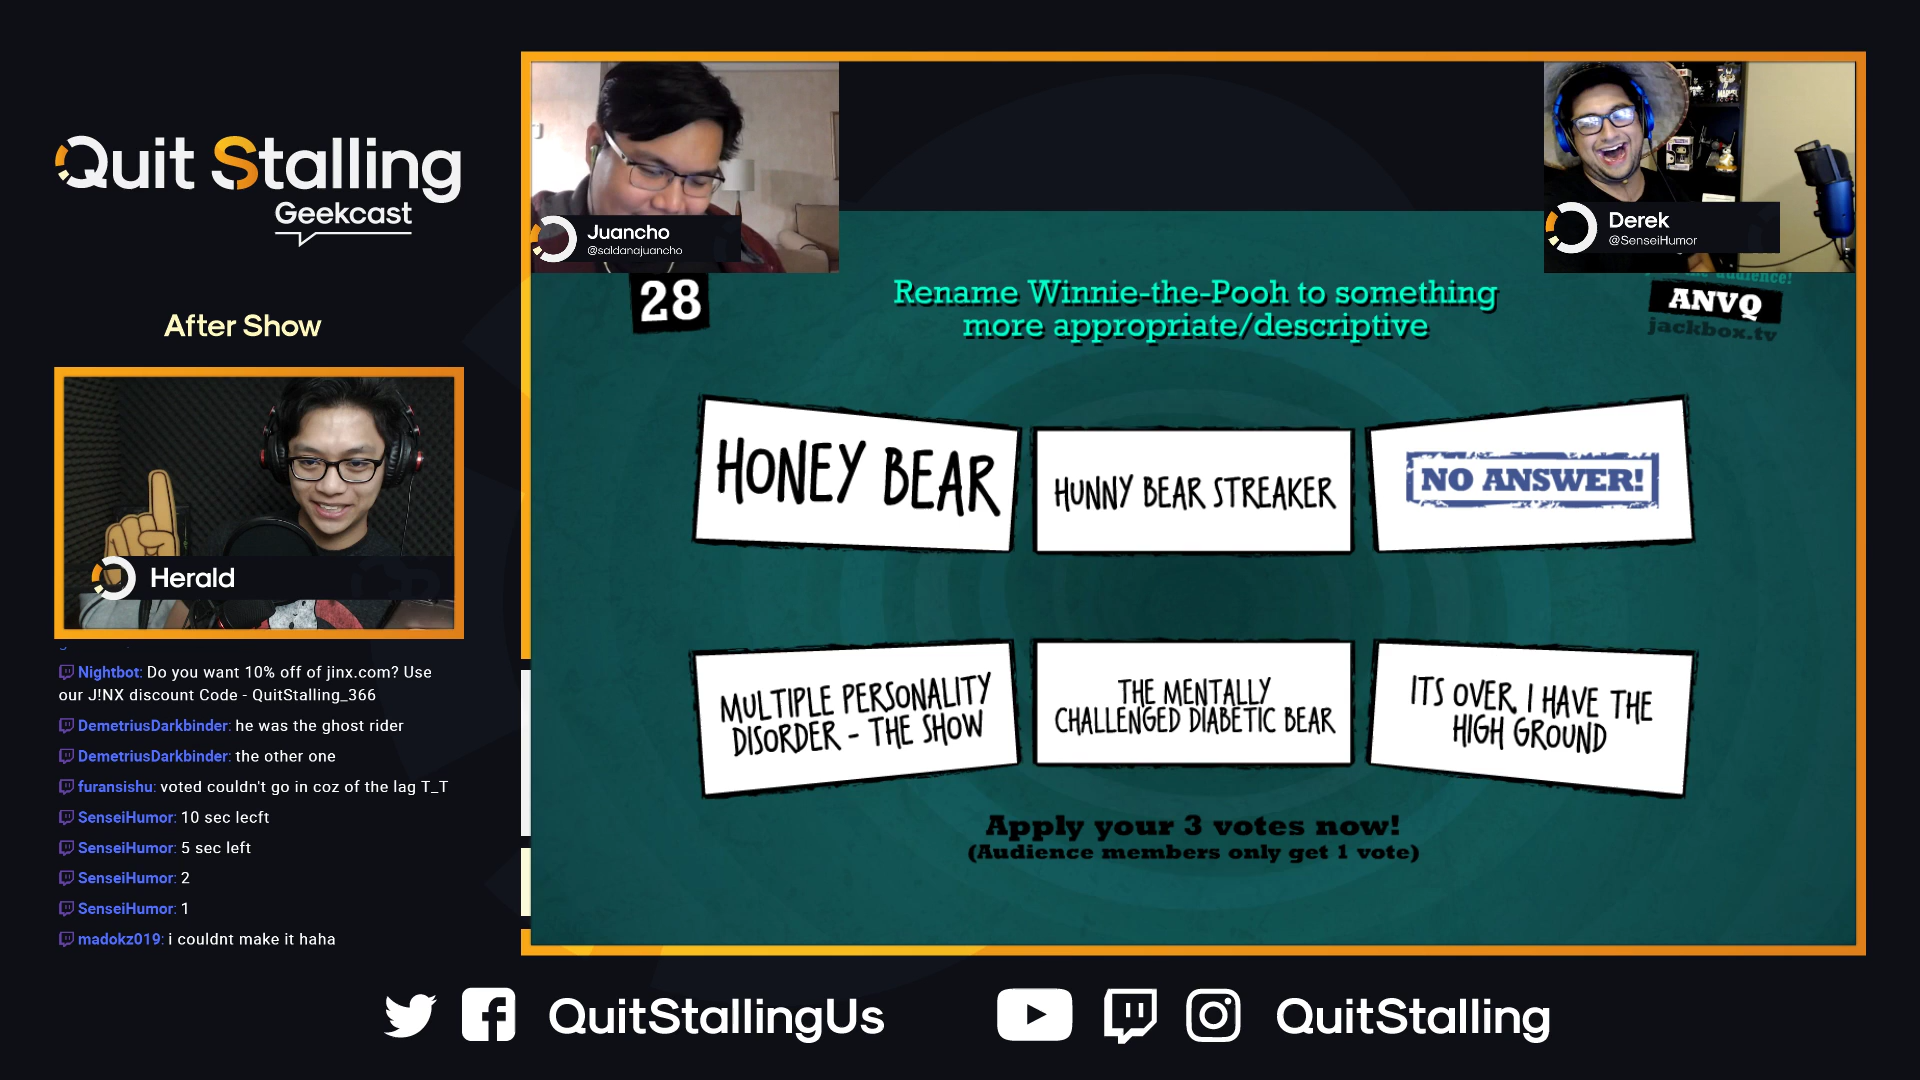 Quit Stalling
Geekcast
After Show
Herald
Nightbot: Do you want 10% off of jinx.com? Use
our J!NX discount Code - QuitStalling_366
DemetriusDarkbinder: he was the ghost rider
DemetriusDarkbinder: the other one
furansishu: voted couldn't go in coz of the lag T_T
SenseiHumor: 10 sec lecft
SenseiHumor: 5 sec left
SenseiHumor: 2
SenseiHumor: 1
madokz019: i couldnt make it haha
Juancho
@saldanajuancho
Derek
@SenseiHumor
28
Rename Winnie-the-Pooh to something
more appropriate/descriptive
audience!
ANVQ
jackbox.tv
HONEY BEAR
HUNNY BEAR STREAKER
NO ANSWER!
MULTIPLE PERSONALITY
DISORDER - THE SHOW
THE MENTALLY
CHALLENGED DIABETIC BEAR
ITS OVER, I HAVE THE
HIGH GROUND
Apply your 3 votes now!
(Audience members only get 1 vote)
QuitStallingUs
QuitStalling